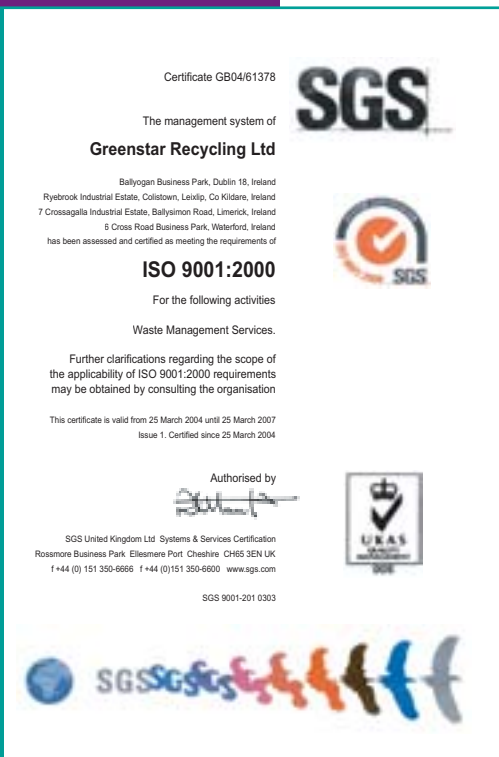 Certificate GB04/61378
SGS
The management system of
Greenstar Recycling Ltd
Ballyogan Business Park, Dublin 18, Ireland
Ryebrook Industrial Estate, Colistown, Leixlip, Co Kildare, Ireland
7 Crossagalla Industrial Estate, Ballysimon Road, Limerick, Ireland
6 Cross Road Business Park, Waterford, Ireland
has been assessed and certified as meeting the requirements of
ISO 9001:2000
SGS
For the following activities
Waste Management Services.
Further clarifications regarding the scope of
the applicability of ISO 9001:2000 requirements
may be obtained by consulting the organisation
This certificate is valid from 25 March 2004 until 25 March 2007
Issue 1. Certified since 25 March 2004
Authorised by
UKAS
QUALITY
MANAGEMENT
005
SGS United Kingdom Ltd Systems & Services Certification
Rossmore Business Park Ellesmere Port Cheshire CH65 3EN UK
f +44 (0) 151 350-6666 f +44 (0)151 350-6600 www.sgs.com
SGS 9001-201 0303
SGS SGS SGS